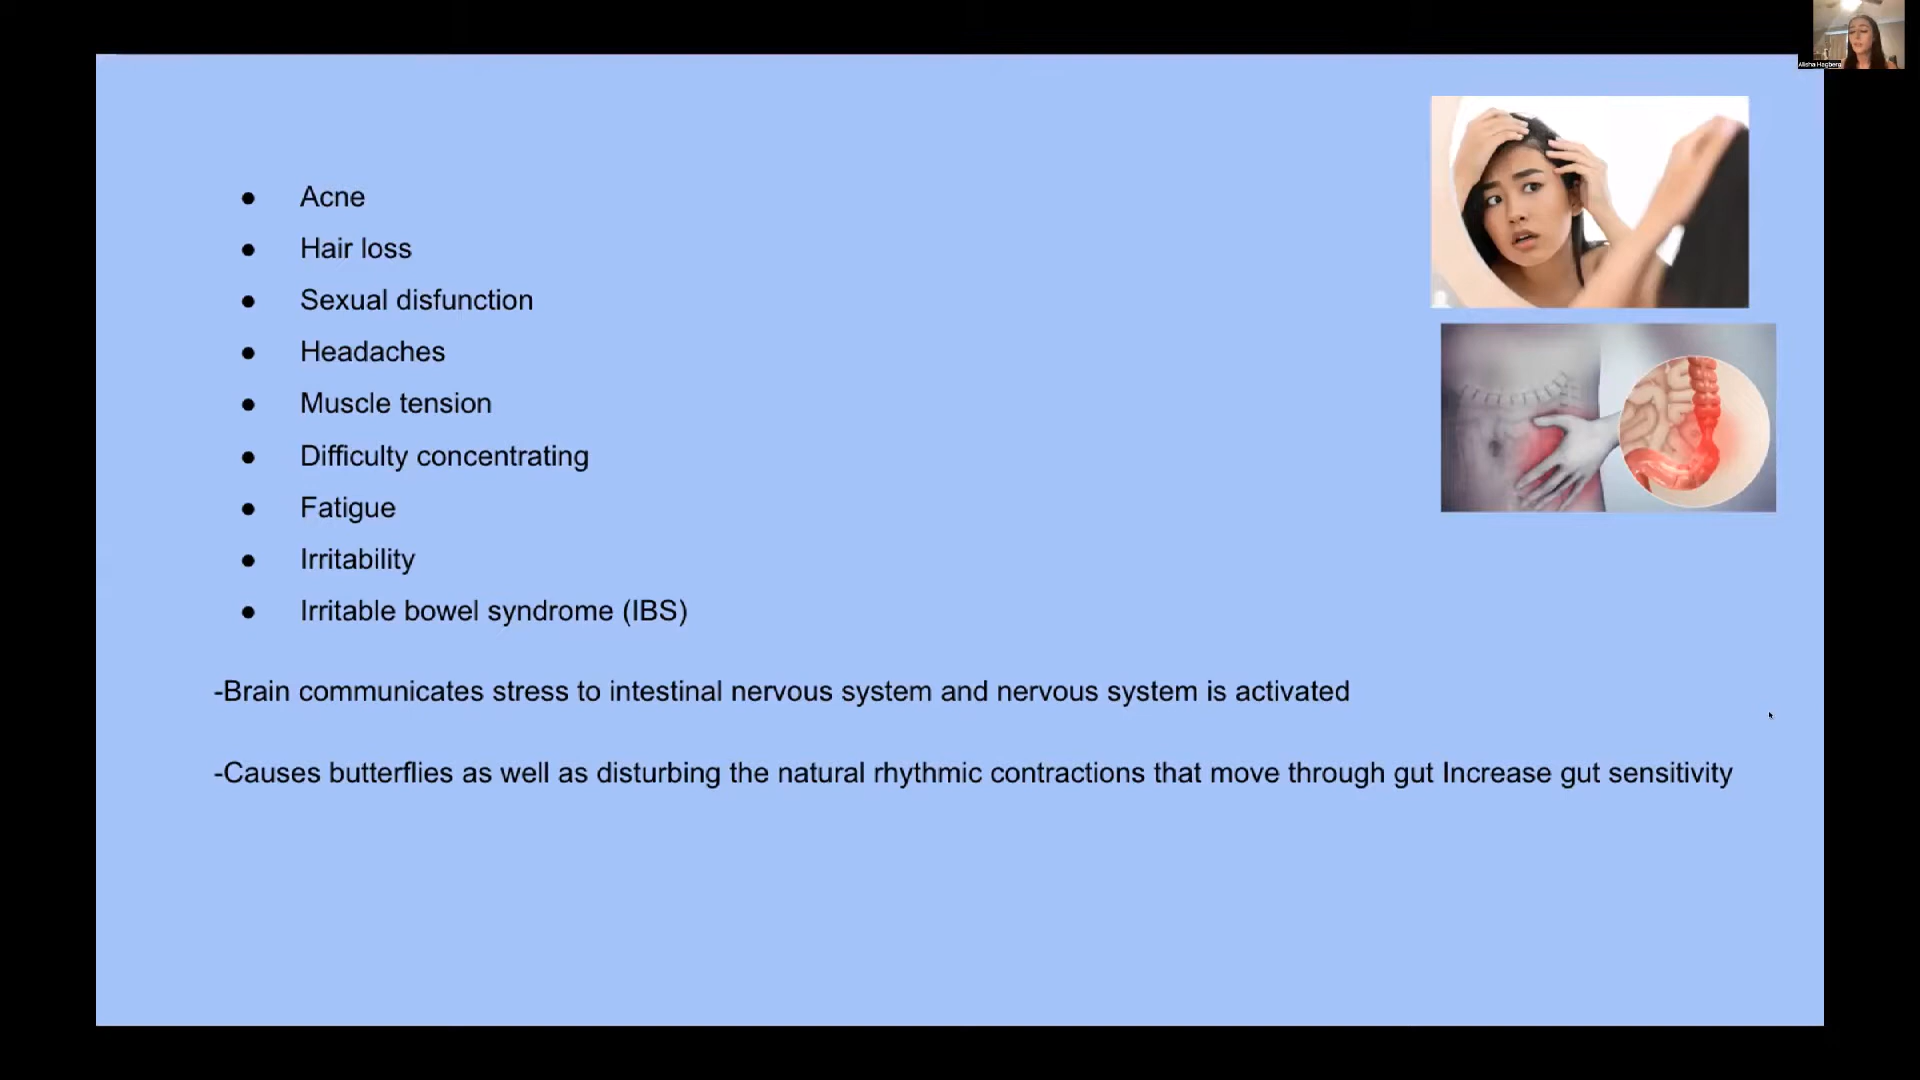 Alisha Hagberg
● Acne
● Hair loss
● Sexual disfunction
● Headaches
● Muscle tension
● Difficulty concentrating
● Fatigue
● Irritability
● Irritable bowel syndrome (IBS)
-Brain communicates stress to intestinal nervous system and nervous system is activated
-Causes butterflies as well as disturbing the natural rhythmic contractions that move through gut Increase gut sensitivity